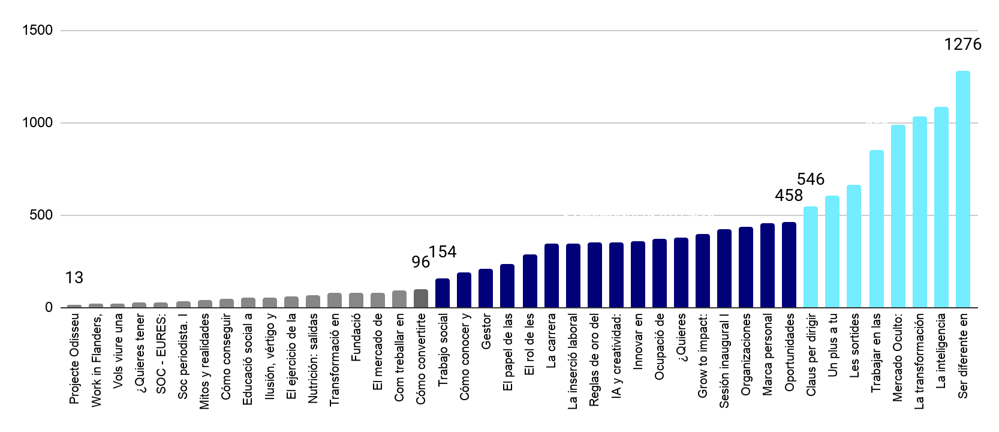 1500
1000
500
0
13
96
154
458
546
1276
Projecte Odisseu
Work in Flanders,
Vols viure una
¿Quieres tener
SOC - EURES:
Soc periodista. I
Mitos y realidades
Cómo conseguir
Educació social a
Ilusión, vértigo y
El ejercicio de la
Nutrición: salidas
Transformació en
Fundació
El mercado de
Com treballar en
Cómo convertirte
Trabajo social
Cómo conocer y
Gestor
El papel de las
El rol de les
La carrera
La inserció laboral
Reglas de oro del
IA y creatividad:
Innovar en
Ocupació de
¿Quieres
Grow to impact:
Sesión inaugural I
Organizaciones
Marca personal
Oportunidades
Claus per dirigir
Un plus a tu
Les sortides
Trabajar en las
Mercado Oculto:
La transformación
La inteligencia
Ser diferente en